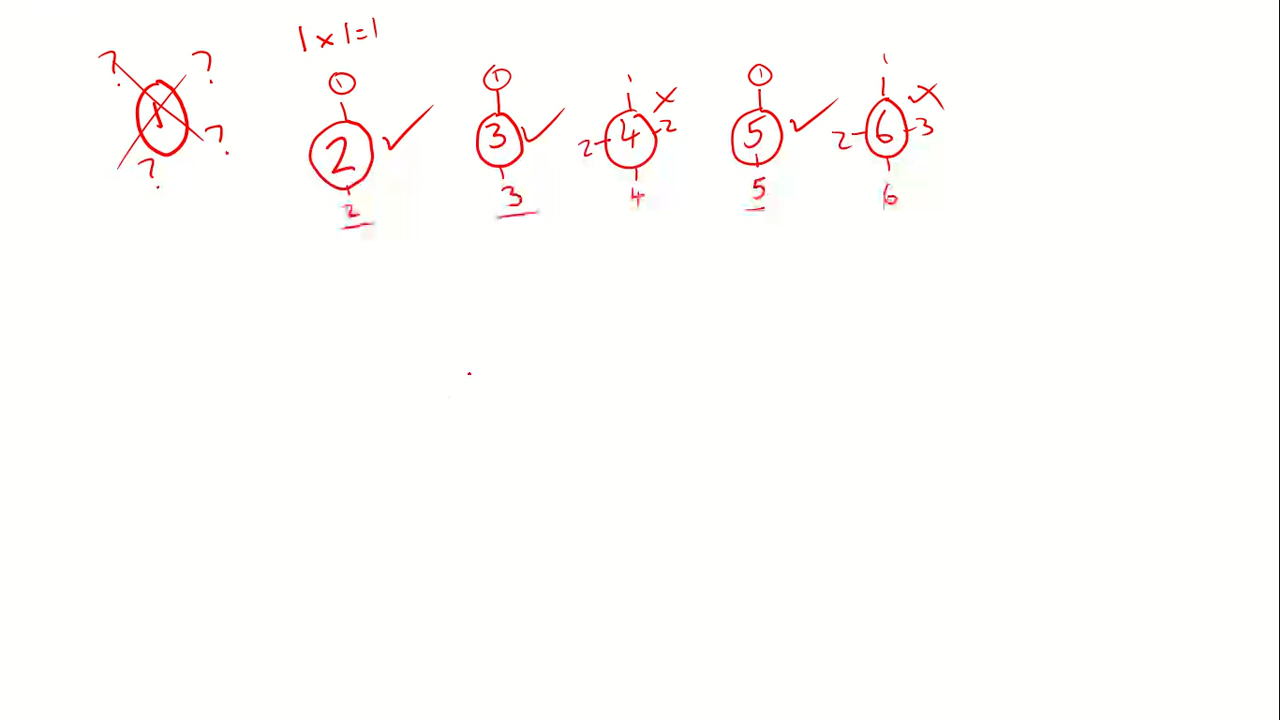 1 x 1 = 1
? ? 1 1 1 1
1 ? ? 2 3 2 4 2 5 2 6 3
2 3 4 5 6